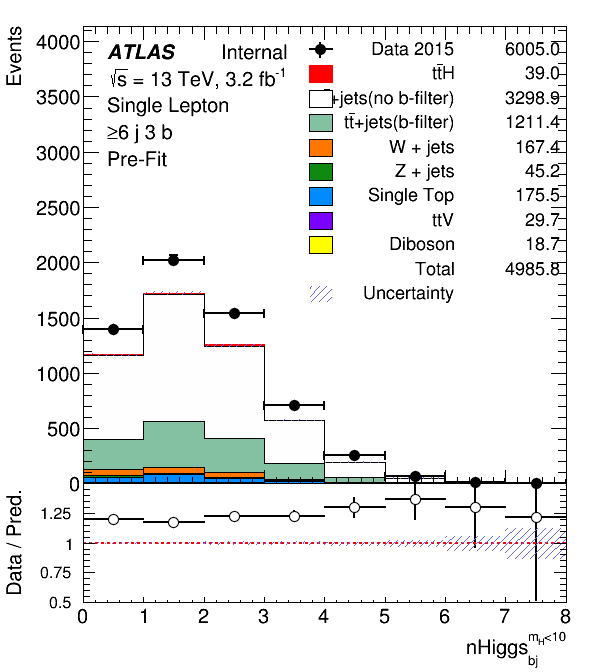 Events
4000
3500
3000
2500
2000
1500
1000
500
0
ATLAS Internal
√s = 13 TeV, 3.2 fb⁻¹
Single Lepton
≥6 j 3 b
Pre-Fit
Data 2015 6005.0
tt̄H 39.0
+jets(no b-filter) 3298.9
tt̄+jets(b-filter) 1211.4
W + jets 167.4
Z + jets 45.2
Single Top 175.5
ttV 29.7
Diboson 18.7
Total 4985.8
Uncertainty
Data / Pred.
1.25
1
0.75
0.5
0 1 2 3 4 5 6 7 8
nHiggs_bj^{m_H<10}